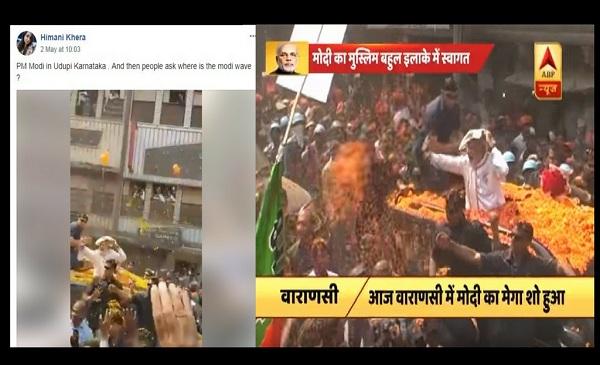 Himani Khera
2 May at 10:03
PM Modi in Udupi Karnataka . And then people ask where is the modi wave
?
मोदी का मुस्लिम बहुल इलाके में स्वागत
ABP
न्यूज़
वाराणसी
आज वाराणसी में मोदी का मेगा शो हुआ